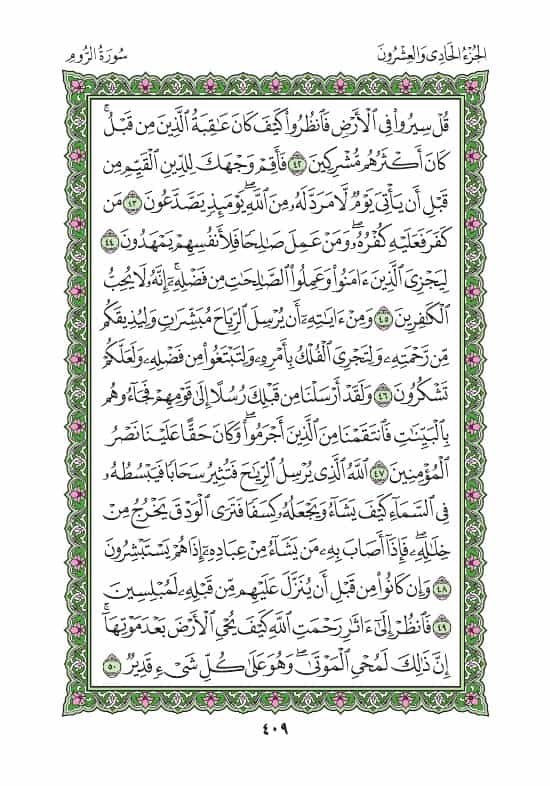 الجُزْءُ الحَادِي وَالعِشْرُونَ سُورَةُ الرُّومِ
قُلْ سِيرُوا۟ فِى ٱلْأَرْضِ فَٱنظُرُوا۟ كَيْفَ كَانَ عَـٰقِبَةُ ٱلَّذِينَ مِن قَبْلُ ۚ
كَانَ أَكْثَرُهُم مُّشْرِكِينَ ٤٢ فَأَقِمْ وَجْهَكَ لِلدِّينِ ٱلْقَيِّمِ مِن
قَبْلِ أَن يَأْتِىَ يَوْمٌ لَّا مَرَدَّ لَهُۥ مِنَ ٱللَّهِ ۖ يَوْمَئِذٍ يَصَّدَّعُونَ ٤٣ مَن
كَفَرَ فَعَلَيْهِ كُفْرُهُۥ ۖ وَمَنْ عَمِلَ صَـٰلِحًا فَلِأَنفُسِهِمْ يَمْهَدُونَ ٤٤
لِيَجْزِىَ ٱلَّذِينَ ءَامَنُوا۟ وَعَمِلُوا۟ ٱلصَّـٰلِحَـٰتِ مِن فَضْلِهِۦٓ ۚ إِنَّهُۥ لَا يُحِبُّ
ٱلْكَـٰفِرِينَ ٤٥ وَمِنْ ءَايَـٰتِهِۦٓ أَن يُرْسِلَ ٱلرِّيَاحَ مُبَشِّرَٰتٍ وَلِيُذِيقَكُم
مِّن رَّحْمَتِهِۦ وَلِتَجْرِىَ ٱلْفُلْكُ بِأَمْرِهِۦ وَلِتَبْتَغُوا۟ مِن فَضْلِهِۦ وَلَعَلَّكُمْ
تَشْكُرُونَ ٤٦ وَلَقَدْ أَرْسَلْنَا مِن قَبْلِكَ رُسُلًا إِلَىٰ قَوْمِهِمْ فَجَآءُوهُم
بِٱلْبَيِّنَـٰتِ فَٱنتَقَمْنَا مِنَ ٱلَّذِينَ أَجْرَمُوا۟ ۖ وَكَانَ حَقًّا عَلَيْنَا نَصْرُ
ٱلْمُؤْمِنِينَ ٤٧ ٱللَّهُ ٱلَّذِى يُرْسِلُ ٱلرِّيَـٰحَ فَتُثِيرُ سَحَابًا فَيَبْسُطُهُۥ
فِى ٱلسَّمَآءِ كَيْفَ يَشَآءُ وَيَجْعَلُهُۥ كِسَفًا فَتَرَى ٱلْوَدْقَ يَخْرُجُ مِنْ
خِلَـٰلِهِۦ ۖ فَإِذَآ أَصَابَ بِهِۦ مَن يَشَآءُ مِنْ عِبَادِهِۦٓ إِذَا هُمْ يَسْتَبْشِرُونَ
٤٨ وَإِن كَانُوا۟ مِن قَبْلِ أَن يُنَزَّلَ عَلَيْهِم مِّن قَبْلِهِۦ لَمُبْلِسِينَ
٤٩ فَٱنظُرْ إِلَىٰٓ ءَاثَـٰرِ رَحْمَتِ ٱللَّهِ كَيْفَ يُحْىِ ٱلْأَرْضَ بَعْدَ مَوْتِهَآ ۚ
إِنَّ ذَٰلِكَ لَمُحْىِ ٱلْمَوْتَىٰ ۖ وَهُوَ عَلَىٰ كُلِّ شَىْءٍ قَدِيرٌ ٥٠
٤٠٩